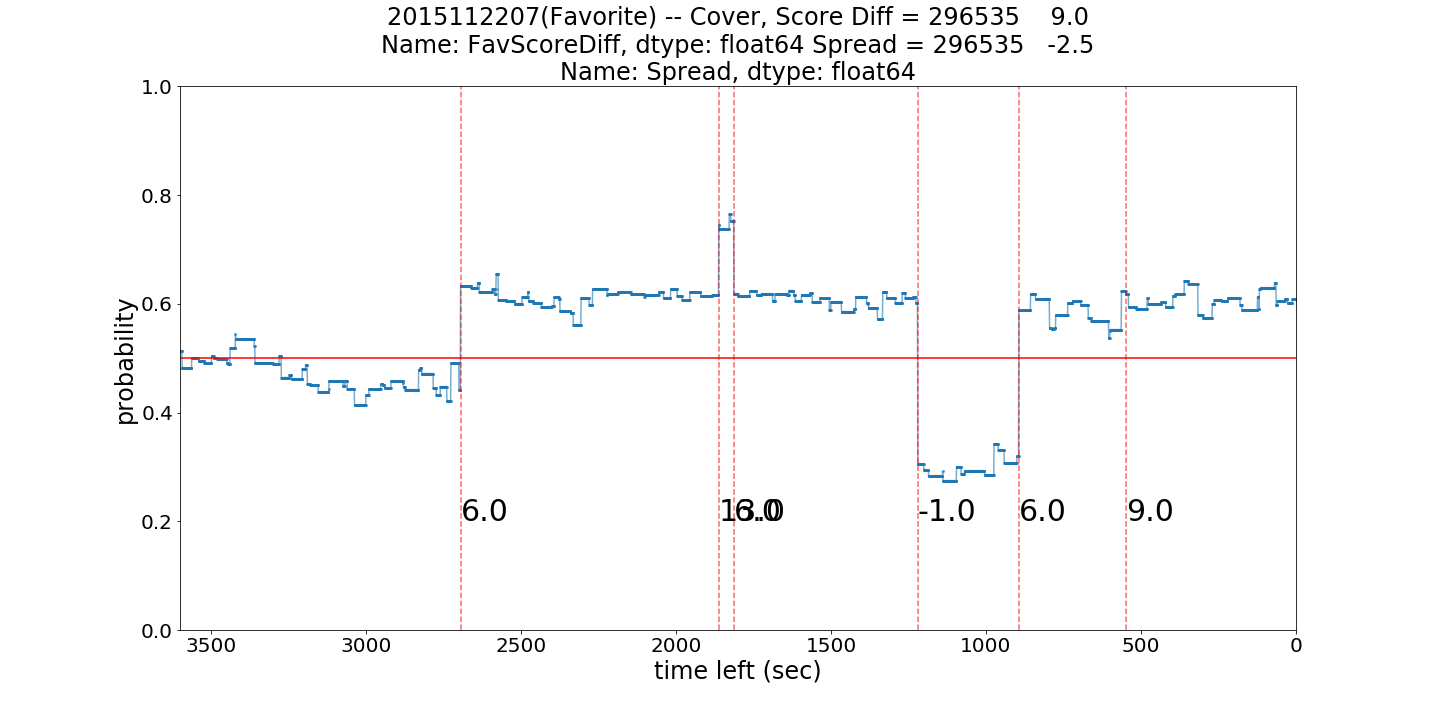 2015112207(Favorite) -- Cover, Score Diff = 296535    9.0
Name: FavScoreDiff, dtype: float64 Spread = 296535   -2.5
Name: Spread, dtype: float64
1.0
0.8
0.6
0.4
0.2
0.0
probability
6.0
13.0
6.0
-1.0
6.0
9.0
3500 3000 2500 2000 1500 1000 500 0
time left (sec)